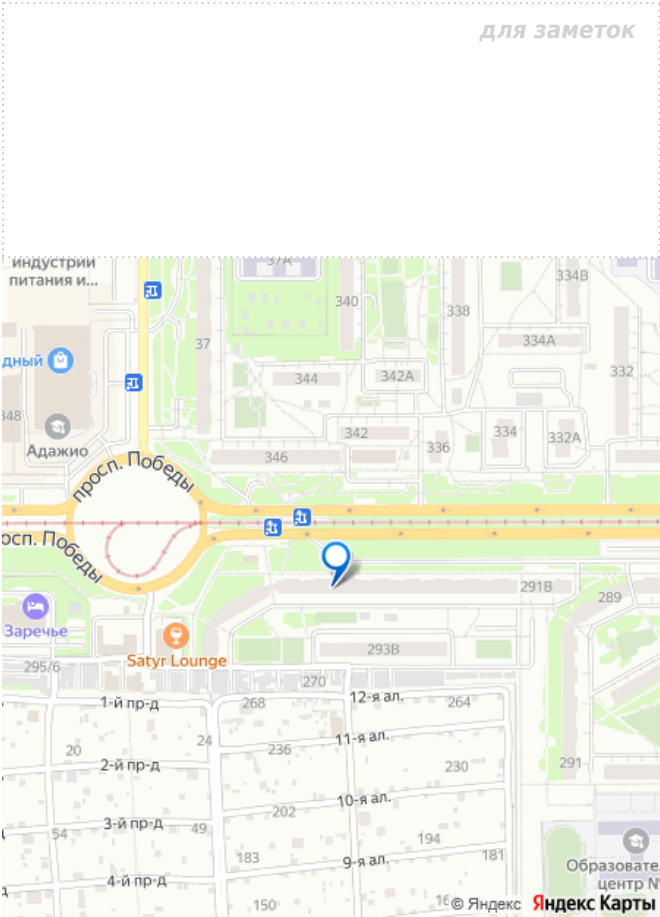 для заметок
индустрии
питания и...
37А
334В
340
338
37
334А
дный
344
342А
332
348
Адажио
342
336
334
332А
346
просп. Победы
просп. Победы
291В
289
Заречье
Satyr Lounge
293В
295/6
270
12-я ал.
1-й пр-д
268
264
24
11-я ал.
20
236
2-й пр-д
230
10-я ал.
202
3-й пр-д
49
54
194
183
9-я ал.
181
291
4-й пр-д
150
Образовате
центр №
© Яндекс
Яндекс Карты